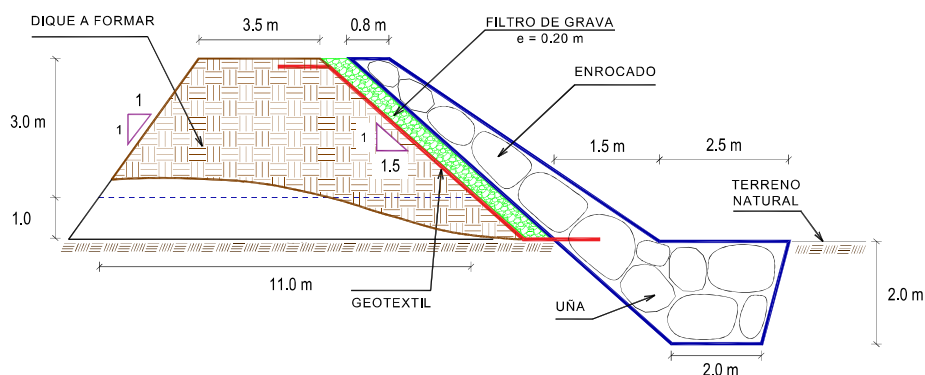 DIQUE A FORMAR
3.5 m
0.8 m
FILTRO DE GRAVA
e = 0.20 m
ENROCADO
3.0 m
1
1
1
1.5
1.5 m
2.5 m
TERRENO
NATURAL
1.0
11.0 m
GEOTEXTIL
UÑA
2.0 m
2.0 m